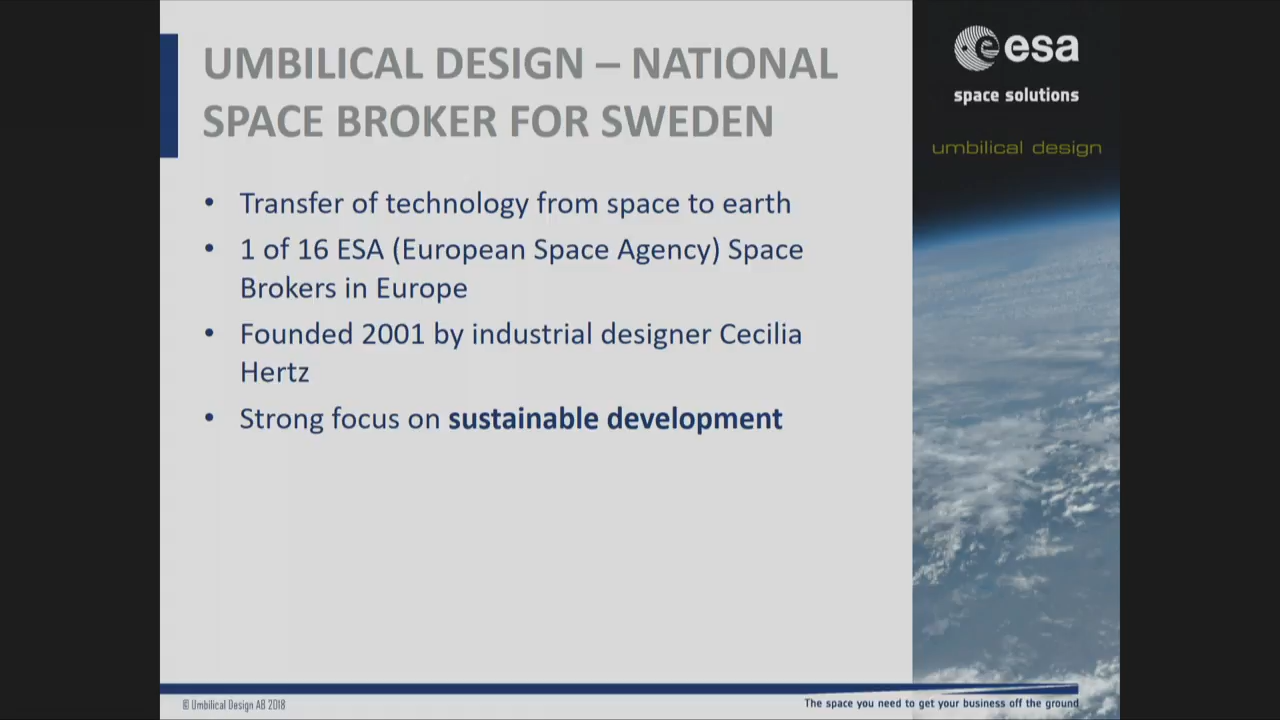 UMBILICAL DESIGN – NATIONAL
SPACE BROKER FOR SWEDEN
• Transfer of technology from space to earth
• 1 of 16 ESA (European Space Agency) Space
Brokers in Europe
• Founded 2001 by industrial designer Cecilia
Hertz
• Strong focus on sustainable development
esa
space solutions
umbilical design
© Umbilical Design AB 2018
The space you need to get your business off the ground